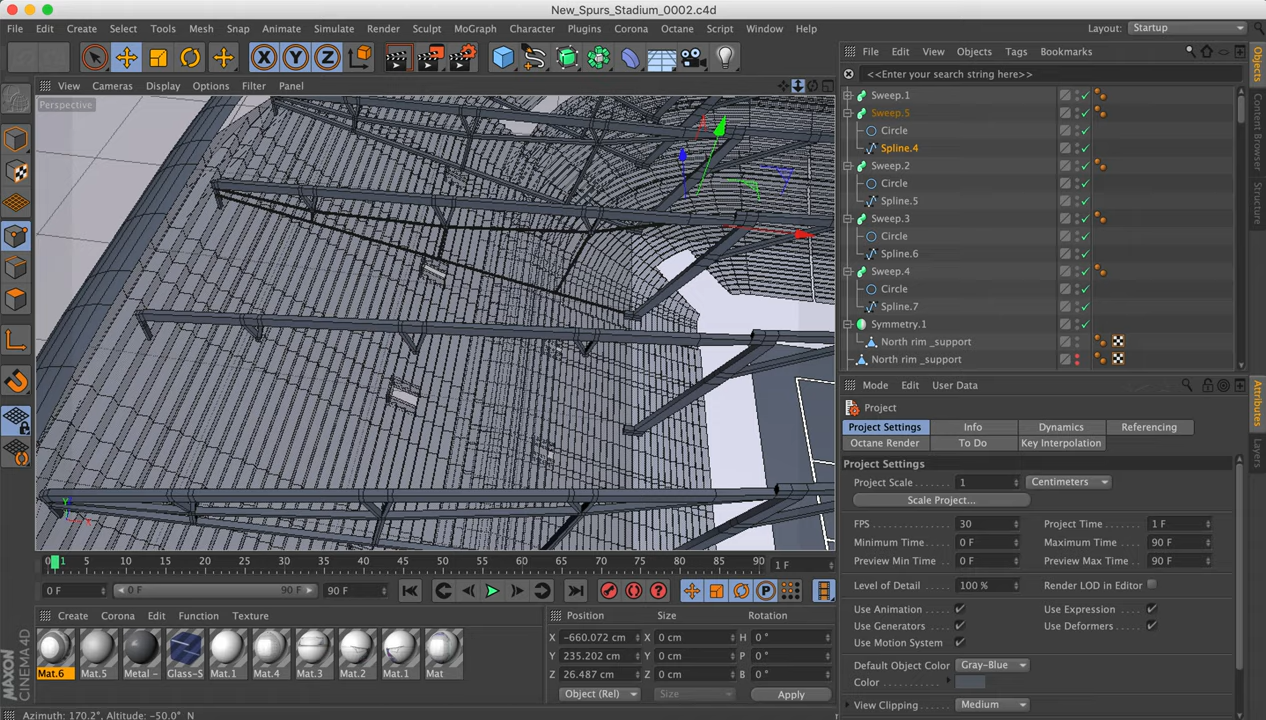 New_Spurs_Stadium_0002.c4d
File Edit Create Select Tools Mesh Snap Animate Simulate Render Sculpt MoGraph Character Plugins Corona Octane Script Window Help Layout: Startup
X Y Z
File Edit View Objects Tags Bookmarks
<<Enter your search string here>>
View Cameras Display Options Filter Panel
Perspective
Sweep.1
Sweep.5
Circle
Spline.4
Sweep.2
Circle
Spline.5
Sweep.3
Circle
Spline.6
Sweep.4
Circle
Spline.7
Symmetry.1
North rim _support
North rim _support
Objects
Content Browser
Structure
Attributes
Layers
Mode Edit User Data
Project
Project Settings Info Dynamics Referencing
Octane Render To Do Key Interpolation
Project Settings
Project Scale 1 Centimeters
Scale Project...
FPS 30 Project Time 1 F
Minimum Time 0 F Maximum Time 90 F
Preview Min Time 0 F Preview Max Time 90 F
Level of Detail 100 % Render LOD in Editor
Use Animation Use Expression
Use Generators Use Deformers
Use Motion System
Default Object Color Gray-Blue
Color
View Clipping Medium
Y X
0 1 5 10 15 20 25 30 35 40 45 50 55 60 65 70 75 80 85 90 1 F
0 F 0 F 90 F 90 F P
Create Corona Edit Function Texture
Mat.6 Mat.5 Metal - Glass-S Mat.1 Mat.4 Mat.3 Mat.2 Mat.1 Mat
Position Size Rotation
X -660.072 cm X 0 cm H 0 °
Y 235.202 cm Y 0 cm P 0 °
Z 26.487 cm Z 0 cm B 0 °
Object (Rel) Size Apply
MAXON CINEMA 4D
Azimuth: 170.2°, Altitude: -50.0° N